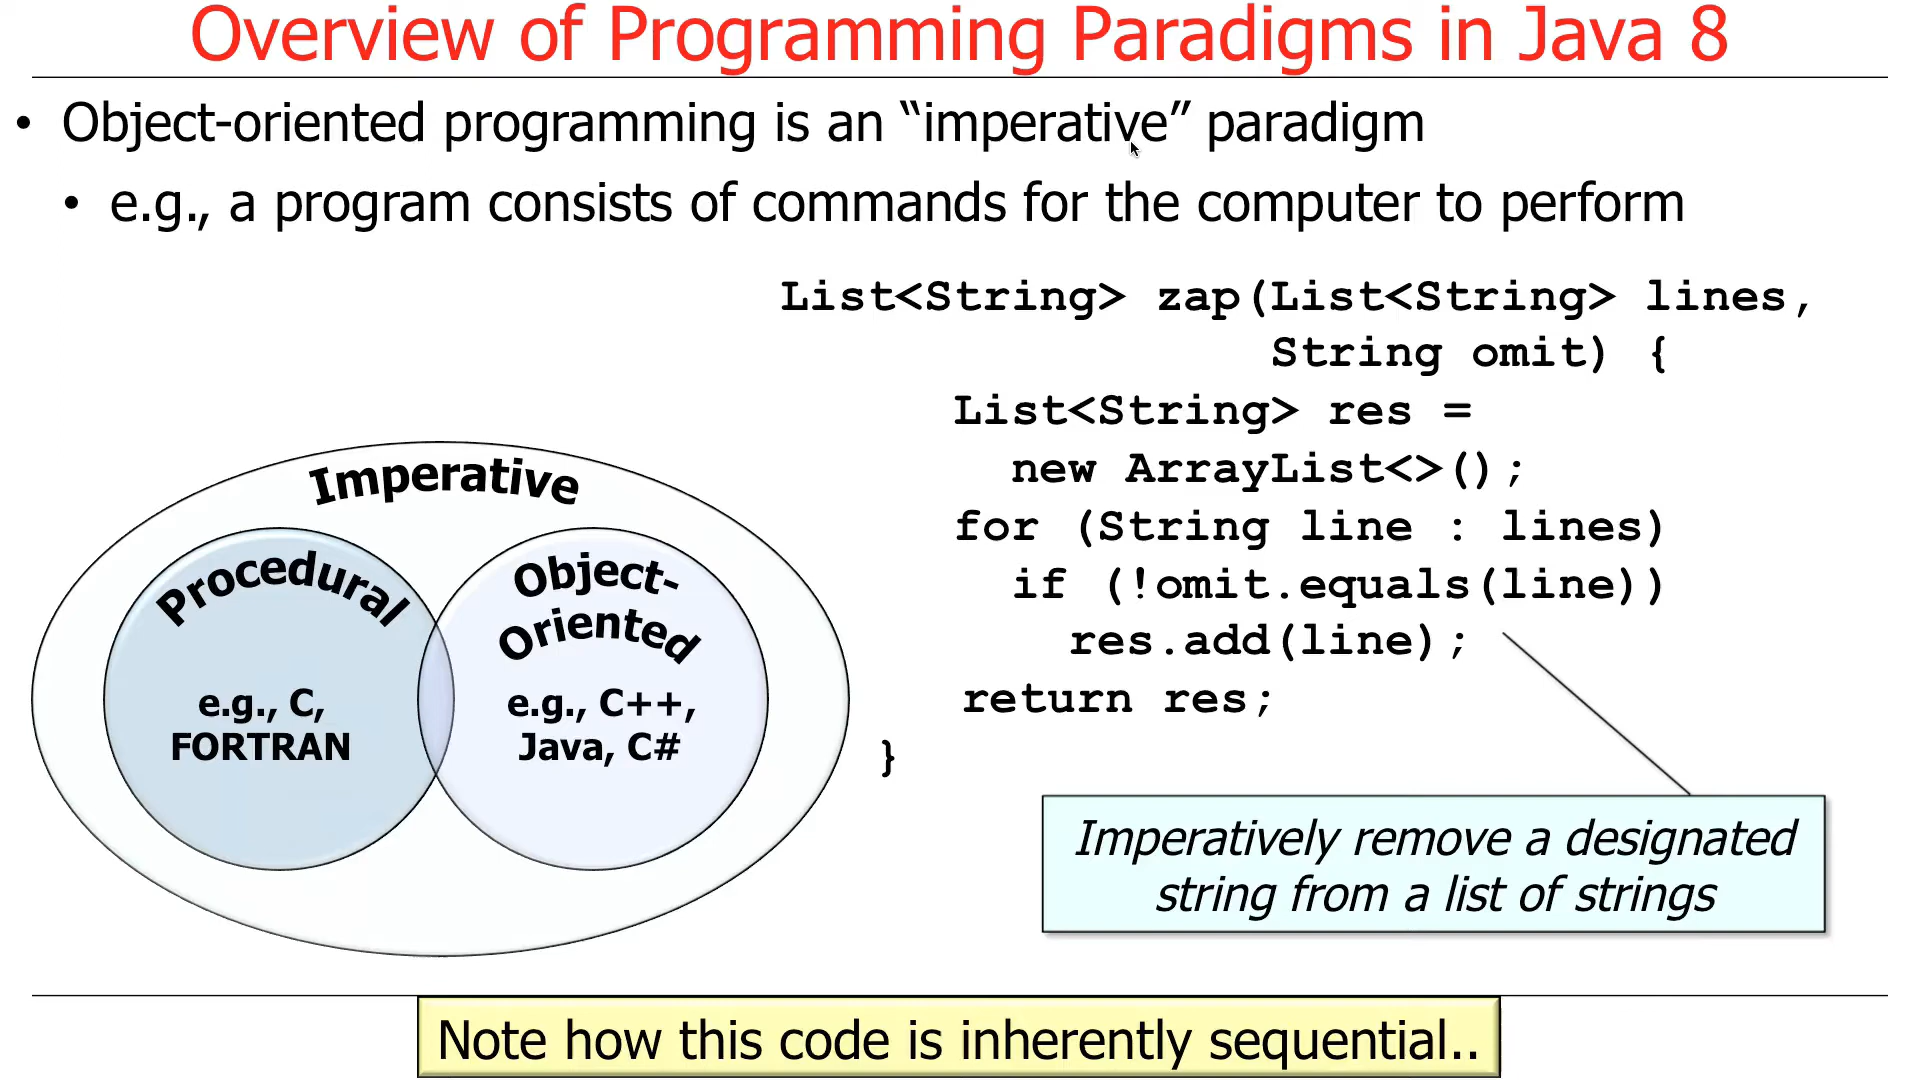 Overview of Programming Paradigms in Java 8
• Object-oriented programming is an “imperative” paradigm
• e.g., a program consists of commands for the computer to perform
List<String> zap(List<String> lines,
String omit) {
List<String> res =
new ArrayList<>();
for (String line : lines)
if (!omit.equals(line))
res.add(line);
return res;
}
Imperative
Procedural
e.g., C,
FORTRAN
Object-
Oriented
e.g., C++,
Java, C#
Imperatively remove a designated
string from a list of strings
Note how this code is inherently sequential..